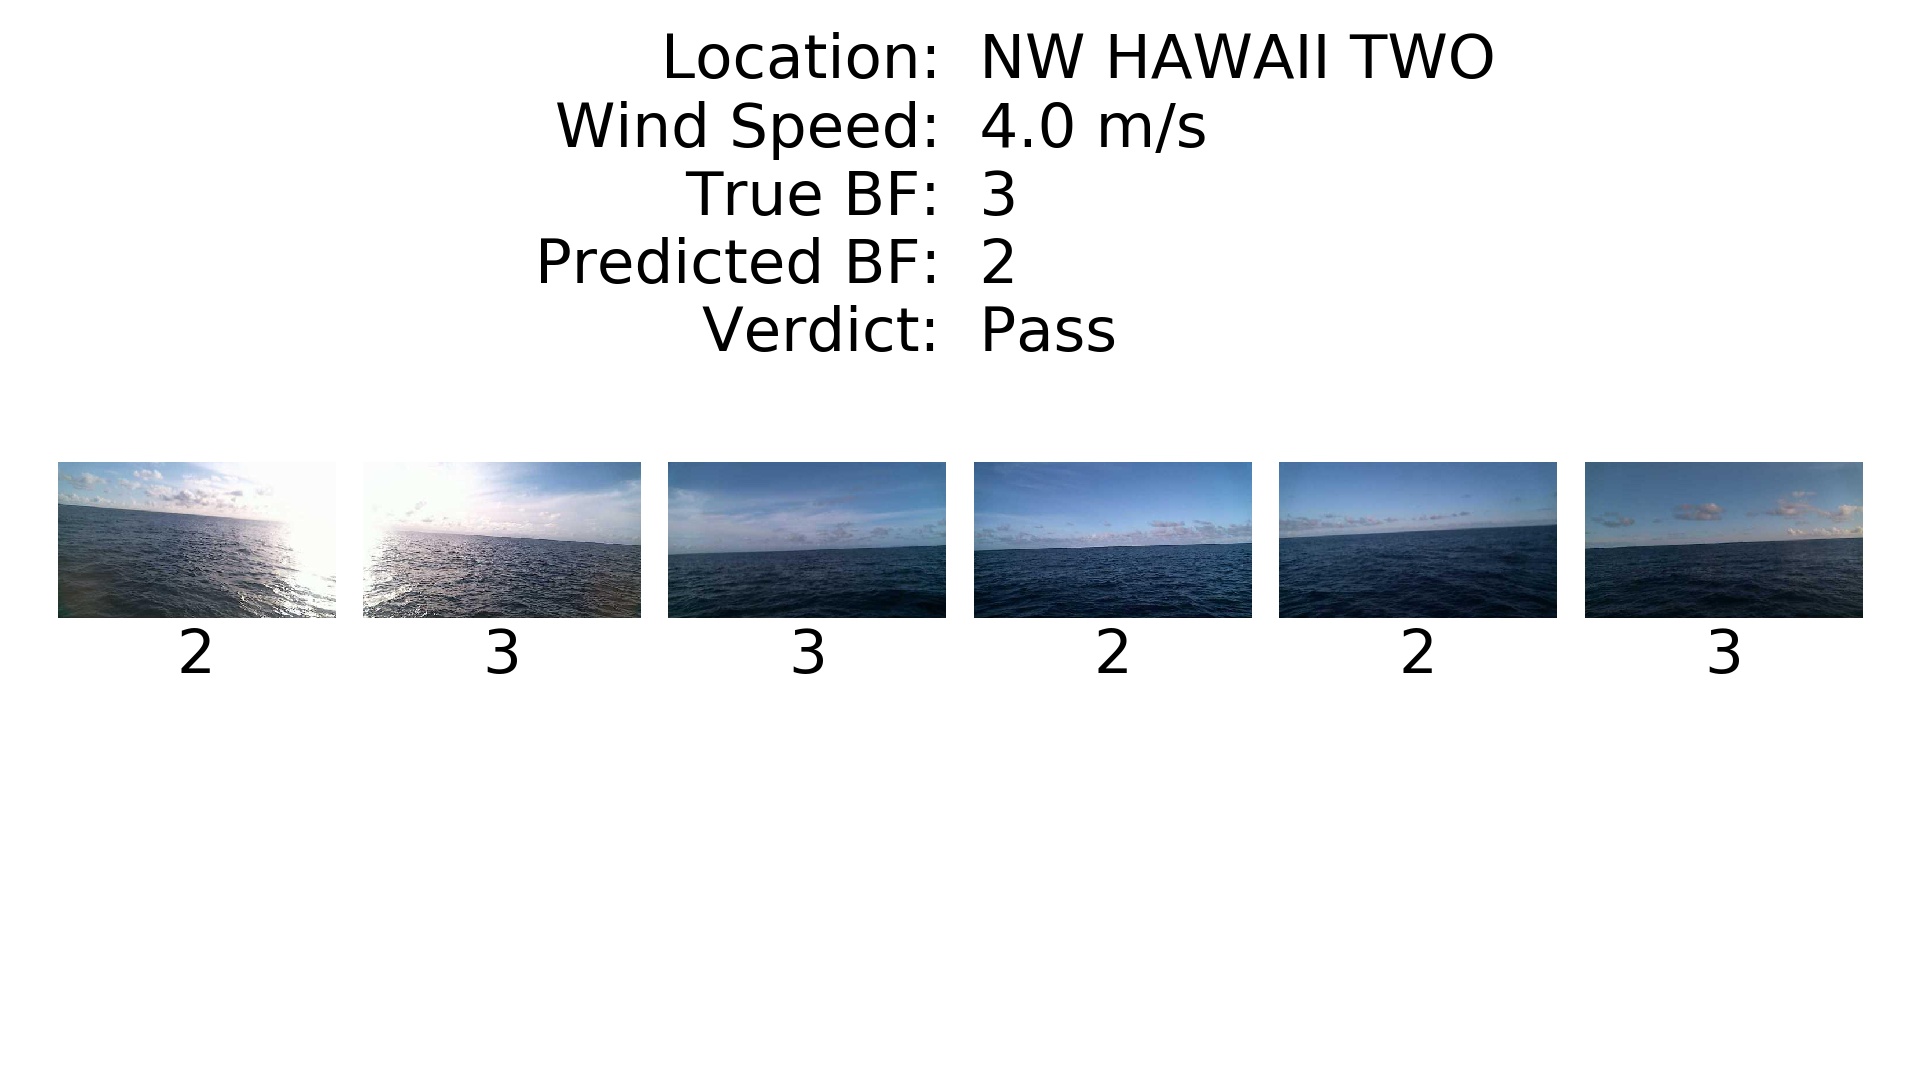 Location: NW HAWAII TWO
Wind Speed: 4.0 m/s
True BF: 3
Predicted BF: 2
Verdict: Pass
2 3 3 2 2 3